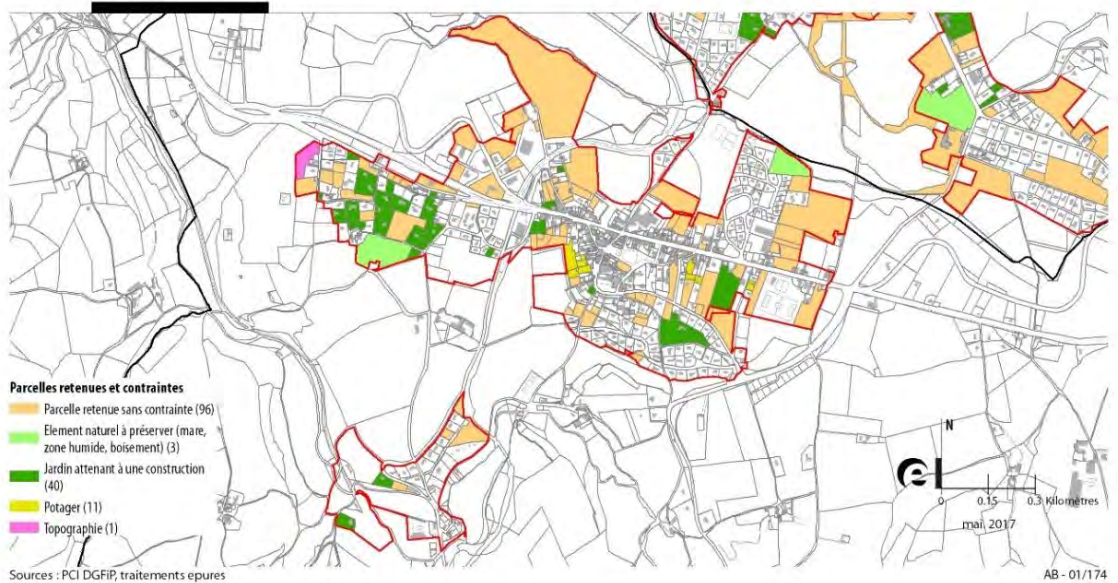 Parcelles retenues et contraintes
Parcelle retenue sans contrainte (96)
Element naturel à préserver (mare,
zone humide, boisement) (3)
Jardin attenant à une construction
(40)
Potager (11)
Topographie (1)
N
0 0.15 0.3 Kilomètres
mai. 2017
Sources : PCI DGFiP, traitements epures
AB - 01/174